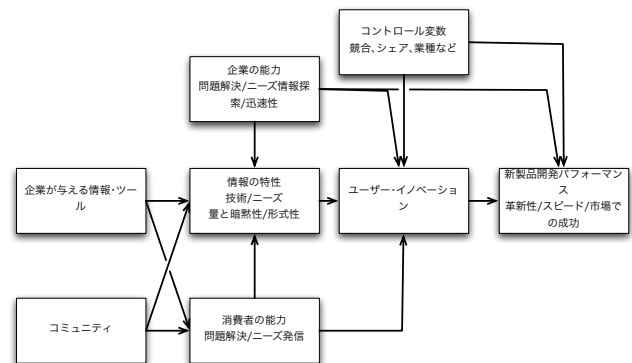 コントロール変数
競合、シェア、業種など
企業の能力
問題解決/ニーズ情報探
索/迅速性
企業が与える情報・ツ
ール
情報の特性
技術/ニーズ
量と暗黙性/形式性
ユーザー・イノベーショ
ン
新製品開発パフォーマン
ス
革新性/スピード/市場で
の成功
コミュニティ
消費者の能力
問題解決/ニーズ発信